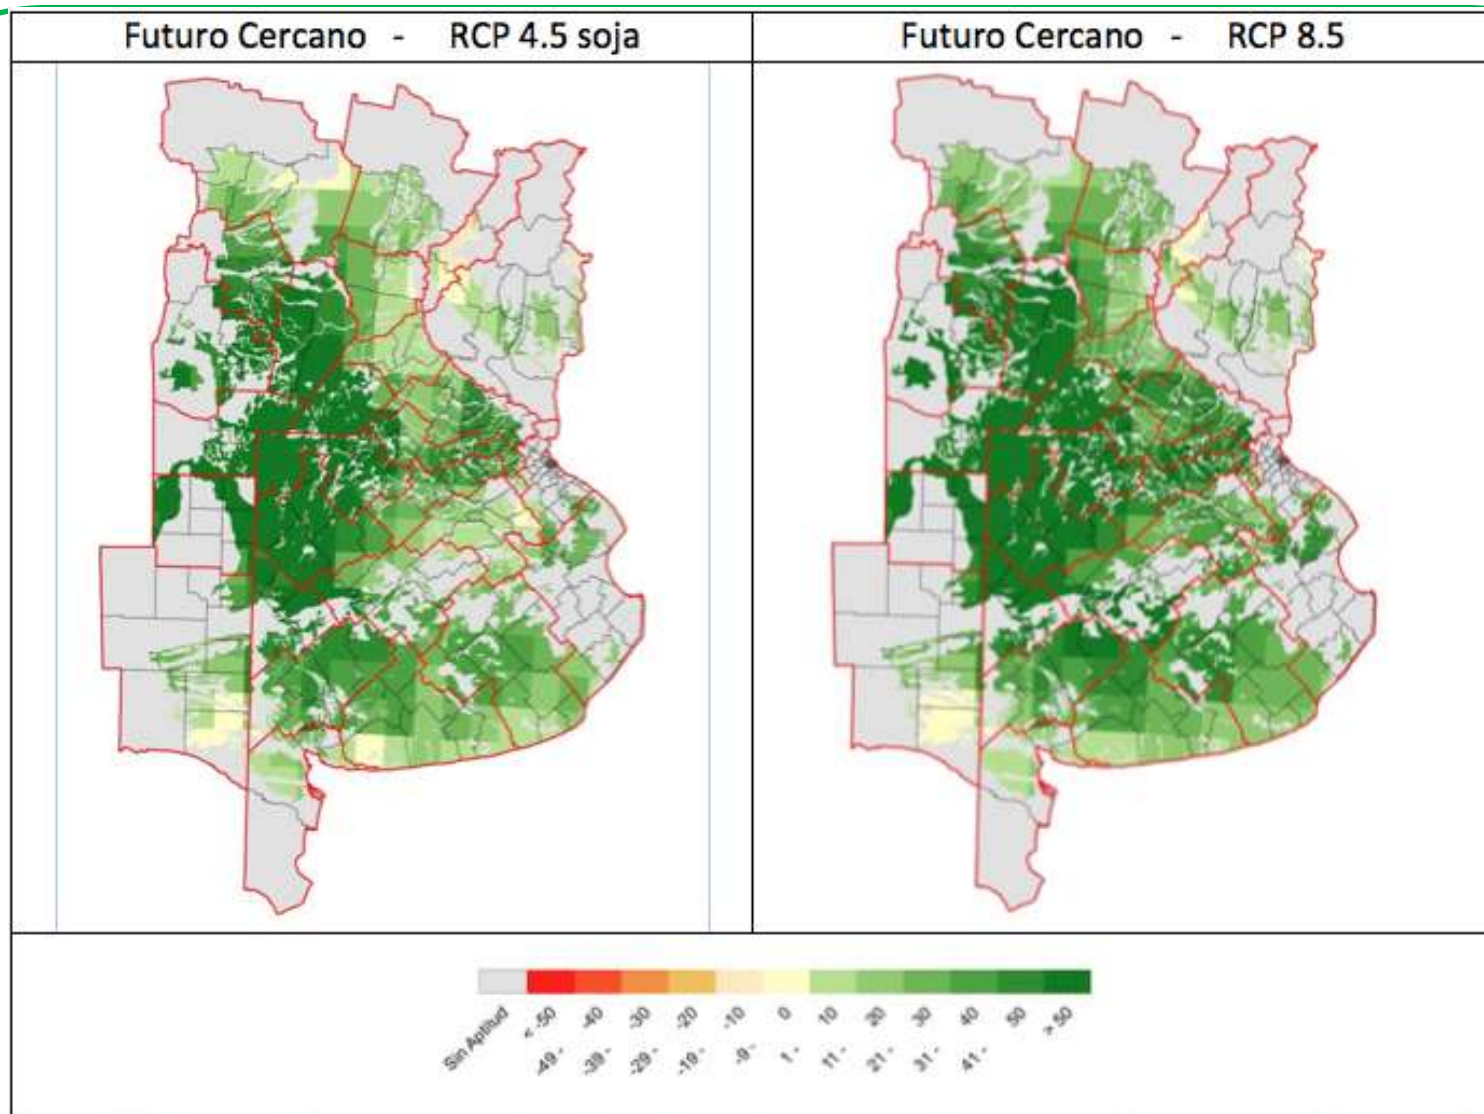 Futuro Cercano - RCP 4.5 soja
Futuro Cercano - RCP 8.5
Sin Aptitud
< -50
-49 - -40
-39 - -30
-29 - -20
-19 - -10
-9 - 0
1 - 10
11 - 20
21 - 30
31 - 40
41 - 50
> 50